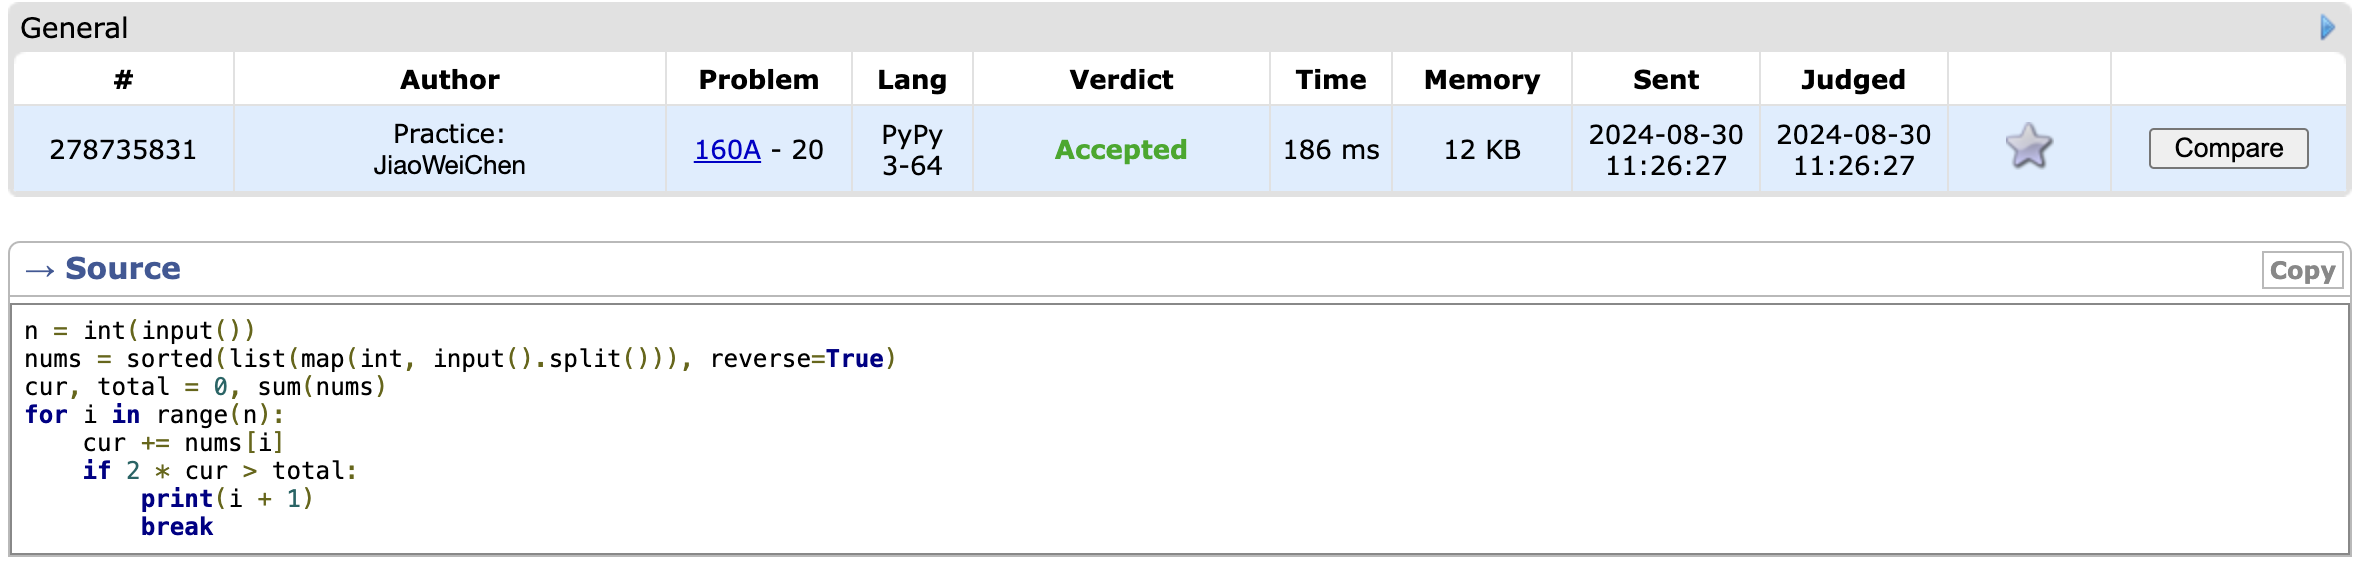 General
# Author Problem Lang Verdict Time Memory Sent Judged
278735831 Practice: JiaoWeiChen 160A - 20 PyPy 3-64 Accepted 186 ms 12 KB 2024-08-30 11:26:27 2024-08-30 11:26:27 Compare
→ Source Copy
n = int(input())
nums = sorted(list(map(int, input().split())), reverse=True)
cur, total = 0, sum(nums)
for i in range(n):
    cur += nums[i]
    if 2 * cur > total:
        print(i + 1)
        break